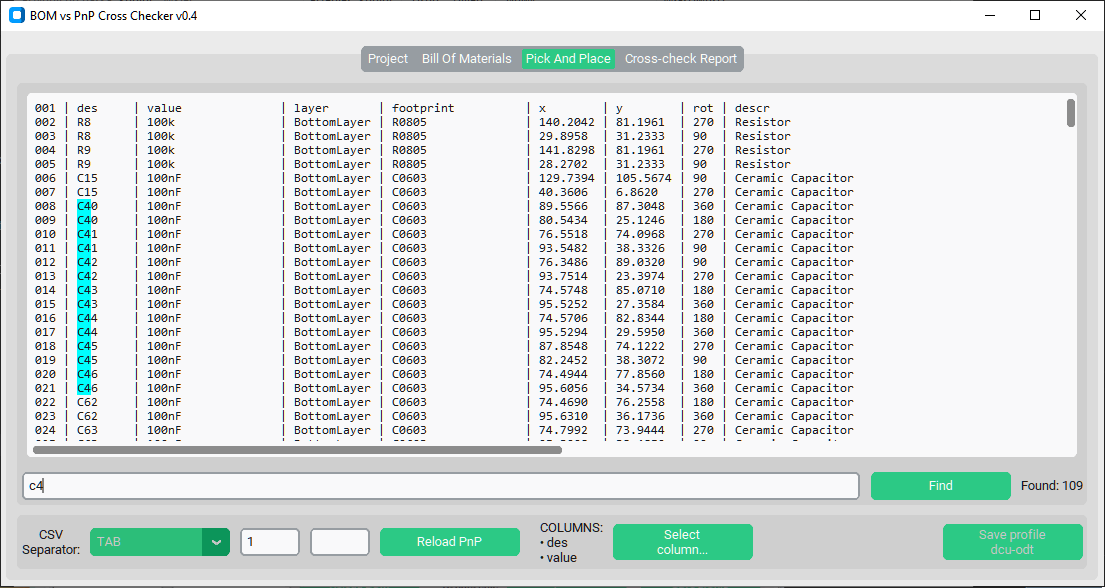 BOM vs PnP Cross Checker v0.4
Project Bill Of Materials Pick And Place Cross-check Report
001 | des | value | layer | footprint | x | y | rot | descr
002 | R8 | 100k | BottomLayer | R0805 | 140.2042 | 81.1961 | 270 | Resistor
003 | R8 | 100k | BottomLayer | R0805 | 29.8958 | 31.2333 | 90 | Resistor
004 | R9 | 100k | BottomLayer | R0805 | 141.8298 | 81.1961 | 270 | Resistor
005 | R9 | 100k | BottomLayer | R0805 | 28.2702 | 31.2333 | 90 | Resistor
006 | C15 | 100nF | BottomLayer | C0603 | 129.7394 | 105.5674 | 90 | Ceramic Capacitor
007 | C15 | 100nF | BottomLayer | C0603 | 40.3606 | 6.8620 | 270 | Ceramic Capacitor
008 | C40 | 100nF | BottomLayer | C0603 | 89.5566 | 87.3048 | 360 | Ceramic Capacitor
009 | C40 | 100nF | BottomLayer | C0603 | 80.5434 | 25.1246 | 180 | Ceramic Capacitor
010 | C41 | 100nF | BottomLayer | C0603 | 76.5518 | 74.0968 | 270 | Ceramic Capacitor
011 | C41 | 100nF | BottomLayer | C0603 | 93.5482 | 38.3326 | 90 | Ceramic Capacitor
012 | C42 | 100nF | BottomLayer | C0603 | 76.3486 | 89.0320 | 90 | Ceramic Capacitor
013 | C42 | 100nF | BottomLayer | C0603 | 93.7514 | 23.3974 | 270 | Ceramic Capacitor
014 | C43 | 100nF | BottomLayer | C0603 | 74.5748 | 85.0710 | 180 | Ceramic Capacitor
015 | C43 | 100nF | BottomLayer | C0603 | 95.5252 | 27.3584 | 360 | Ceramic Capacitor
016 | C44 | 100nF | BottomLayer | C0603 | 74.5706 | 82.8344 | 180 | Ceramic Capacitor
017 | C44 | 100nF | BottomLayer | C0603 | 95.5294 | 29.5950 | 360 | Ceramic Capacitor
018 | C45 | 100nF | BottomLayer | C0603 | 87.8548 | 74.1222 | 270 | Ceramic Capacitor
019 | C45 | 100nF | BottomLayer | C0603 | 82.2452 | 38.3072 | 90 | Ceramic Capacitor
020 | C46 | 100nF | BottomLayer | C0603 | 74.4944 | 77.8560 | 180 | Ceramic Capacitor
021 | C46 | 100nF | BottomLayer | C0603 | 95.6056 | 34.5734 | 360 | Ceramic Capacitor
022 | C62 | 100nF | BottomLayer | C0603 | 74.4690 | 76.2558 | 180 | Ceramic Capacitor
023 | C62 | 100nF | BottomLayer | C0603 | 95.6310 | 36.1736 | 360 | Ceramic Capacitor
024 | C63 | 100nF | BottomLayer | C0603 | 74.7992 | 73.9444 | 270 | Ceramic Capacitor
c4 Find Found: 109
CSV
Separator: TAB 1 Reload PnP
COLUMNS:
• des
• value
Select
column...
Save profile
dcu-odt